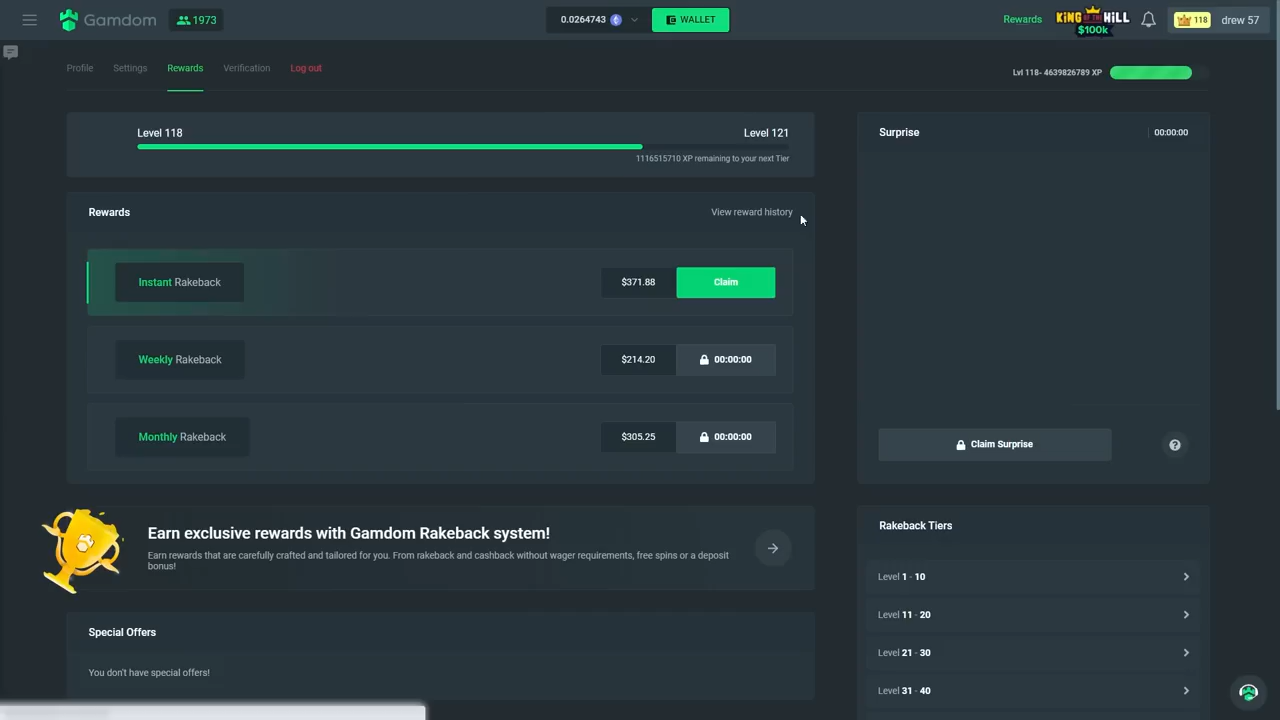 Gamdom
1973
0.0264743
WALLET
Rewards
KING OF THE HILL
$100k
118
drew 57
Profile
Settings
Rewards
Verification
Log out
Lvl 118- 4639826789 XP
Level 118
Level 121
1116515710 XP remaining to your next Tier
Surprise
00:00:00
Rewards
View reward history
Instant Rakeback
$371.88
Claim
Weekly Rakeback
$214.20
00:00:00
Monthly Rakeback
$305.25
00:00:00
Claim Surprise
?
Earn exclusive rewards with Gamdom Rakeback system!
Earn rewards that are carefully crafted and tailored for you. From rakeback and cashback without wager requirements, free spins or a deposit
bonus!
Rakeback Tiers
Level 1 - 10
Level 11 - 20
Level 21 - 30
Level 31 - 40
Special Offers
You don't have special offers!